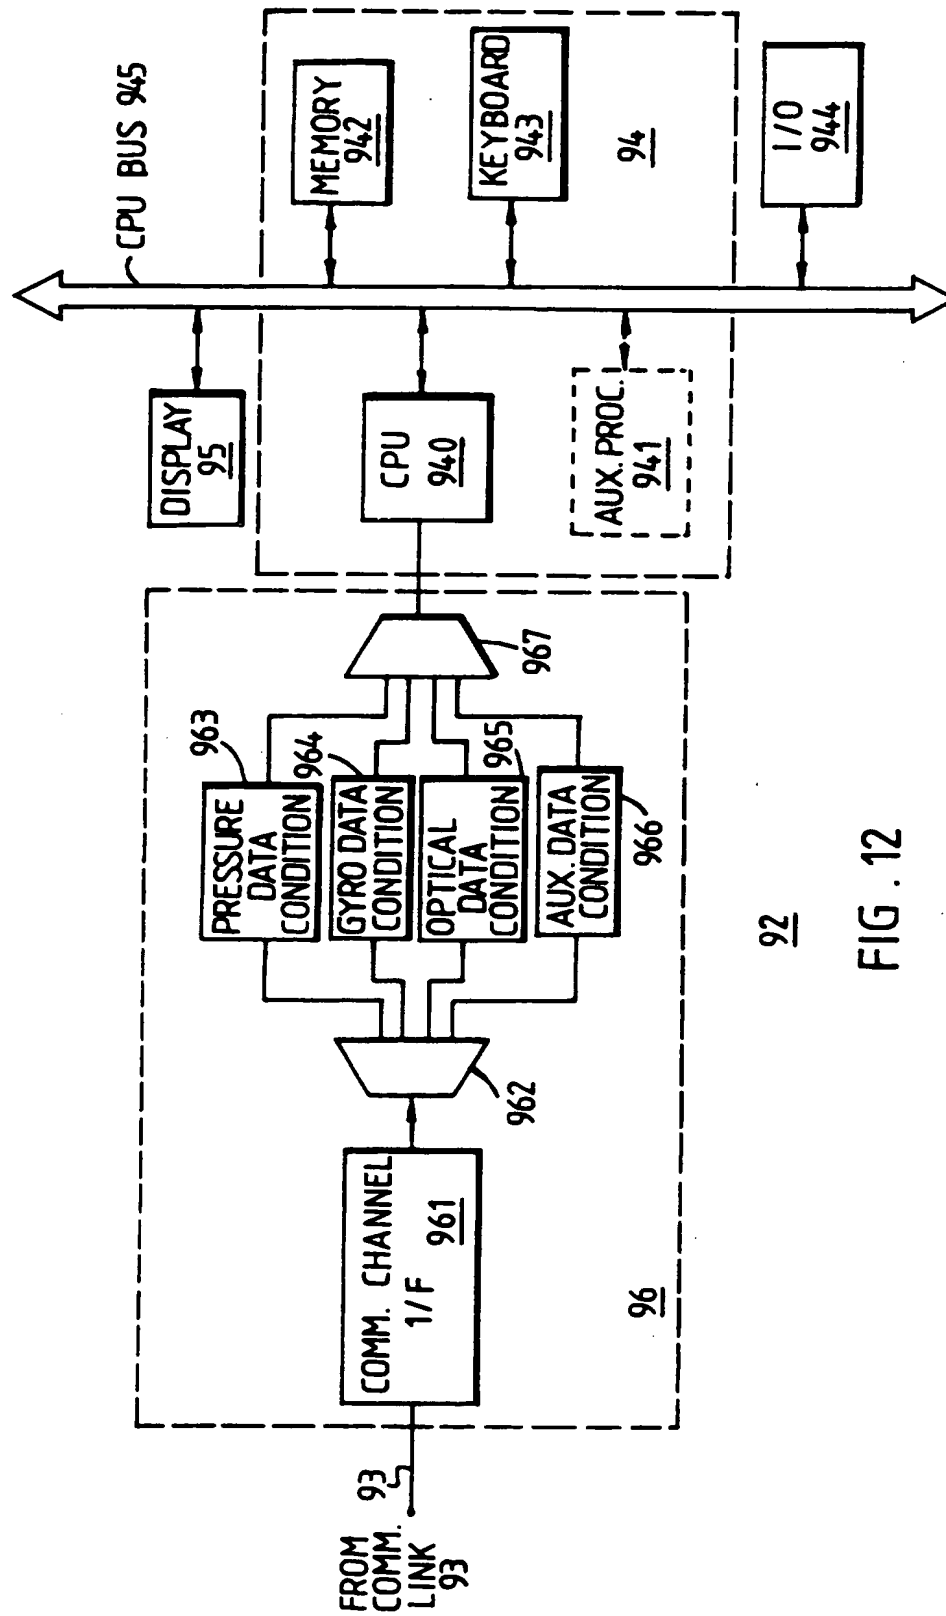 FROM
COMM.
LINK
93
93
COMM. CHANNEL
1/F
961
962
PRESSURE
DATA
CONDITION
963
GYRO DATA
CONDITION
964
OPTICAL
DATA
CONDITION
965
AUX. DATA
CONDITION
966
967
96
DISPLAY
95
CPU
940
AUX. PROC.
941
CPU BUS 945
MEMORY
942
KEYBOARD
943
94
I/O
944
92
FIG. 12